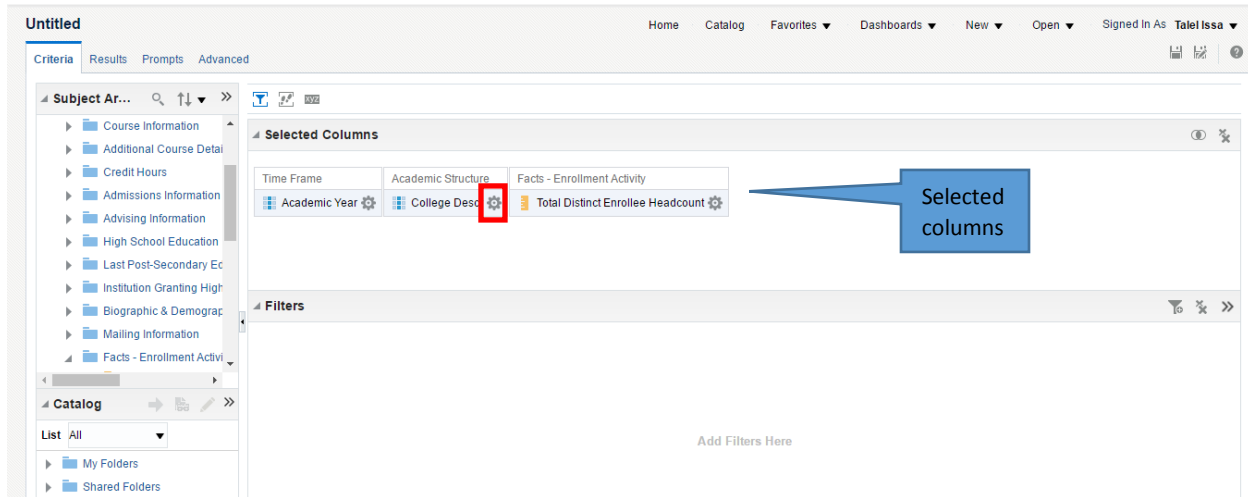 Untitled
Home Catalog Favorites Dashboards New Open Signed In As Talel Issa
Criteria Results Prompts Advanced
Subject Ar...
Course Information
Additional Course Detai
Credit Hours
Admissions Information
Advising Information
High School Education
Last Post-Secondary Ec
Institution Granting High
Biographic & Demograp
Mailing Information
Facts - Enrollment Activi
Catalog
List All
My Folders
Shared Folders
xyz
Selected Columns
Time Frame Academic Structure Facts - Enrollment Activity
Academic Year College Desc Total Distinct Enrollee Headcount
Selected
columns
Filters
Add Filters Here